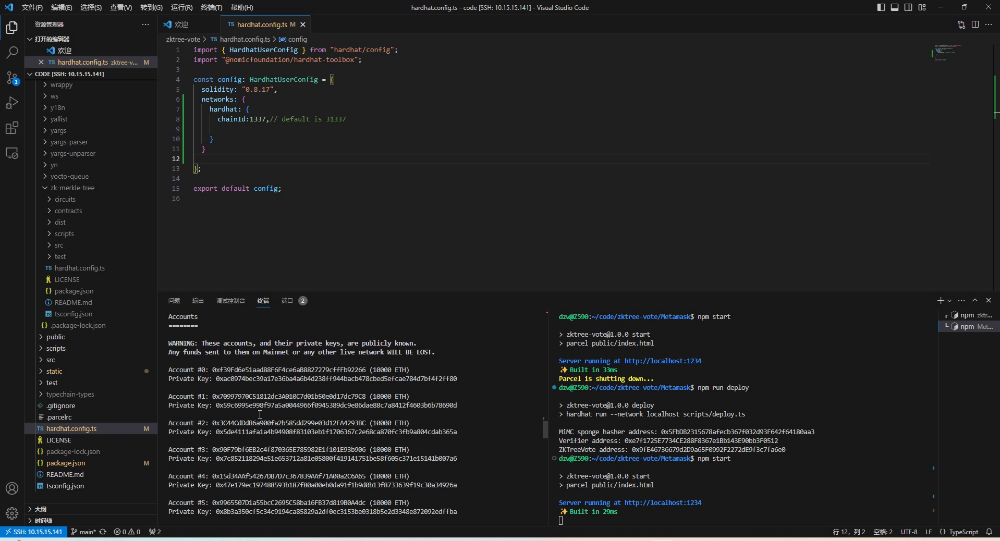 文件(F) 编辑(E) 选择(S) 查看(V) 转到(G) 运行(R) 终端(T) 帮助(H)
hardhat.config.ts - code [SSH: 10.15.15.141] - Visual Studio Code
资源管理器
打开的编辑器
欢迎
TS hardhat.config.ts zktree-v... M
CODE [SSH: 10.15.15.141]
wrappy
ws
y18n
yallist
yargs
yargs-parser
yargs-unparser
yn
yocto-queue
zk-merkle-tree
circuits
contracts
dist
scripts
src
test
TS hardhat.config.ts
LICENSE
package.json
README.md
tsconfig.json
.package-lock.json
public
scripts
src
static
test
typechain-types
.gitignore
.parcelrc
TS hardhat.config.ts M
LICENSE
package-lock.json
package.json M
README.md
tsconfig.json
大纲
时间线
欢迎
TS hardhat.config.ts M
zktree-vote > TS hardhat.config.ts > config
1 import { HardhatUserConfig } from "hardhat/config";
2 import "@nomicfoundation/hardhat-toolbox";
3
4 const config: HardhatUserConfig = {
5 solidity: "0.8.17",
6 networks: {
7 hardhat: {
8 chainId:1337,// default is 31337
9
10 }
11 }
12
13 };
14
15 export default config;
16
问题 输出 调试控制台 终端 端口 2
Accounts
========
WARNING: These accounts, and their private keys, are publicly known.
Any funds sent to them on Mainnet or any other live network WILL BE LOST.
Account #0: 0xf39Fd6e51aad88F6F4ce6aB8827279cffFb92266 (10000 ETH)
Private Key: 0xac0974bec39a17e36ba4a6b4d238ff944bacb478cbed5efcae784d7bf4f2ff80
Account #1: 0x70997970C51812dc3A010C7d01b50e0d17dc79C8 (10000 ETH)
Private Key: 0x59c6995e998f97a5a0044966f0945389dc9e86dae88c7a8412f4603b6b78690d
Account #2: 0x3C44CdDdB6a900fa2b585dd299e03d12FA4293BC (10000 ETH)
Private Key: 0x5de4111afa1a4b94908f83103eb1f1706367c2e68ca870fc3fb9a804cdab365a
Account #3: 0x90F79bf6EB2c4f870365E785982E1f101E93b906 (10000 ETH)
Private Key: 0x7c852118294e51e653712a81e05800f419141751be58f605c371e15141b007a6
Account #4: 0x15d34AAf54267DB7D7c367839AAf71A00a2C6A65 (10000 ETH)
Private Key: 0x47e179ec197488593b187f80a00eb0da91f1b9d0b13f8733639f19c30a34926a
Account #5: 0x9965507D1a55bcC2695C58ba16FB37d819B0A4dc (10000 ETH)
Private Key: 0x8b3a350cf5c34c9194ca85829a2df0ec3153be0318b5e2d3348e872092edffba
dzw@Z590:~/code/zktree-vote/Metamask$ npm start
> zktree-vote@1.0.0 start
> parcel public/index.html
Server running at http://localhost:1234
✨ Built in 33ms
Parcel is shutting down...
dzw@Z590:~/code/zktree-vote/Metamask$ npm run deploy
> zktree-vote@1.0.0 deploy
> hardhat run --network localhost scripts/deploy.ts
MiMC sponge hasher address: 0x5FbDB2315678afecb367f032d93F642f64180aa3
Verifier address: 0xe7f1725E7734CE288F8367e1Bb143E90bb3F0512
ZKTreeVote address: 0x9fE46736679d2D9a65F0992F2272dE9f3c7fa6e0
dzw@Z590:~/code/zktree-vote/Metamask$ npm start
> zktree-vote@1.0.0 start
> parcel public/index.html
Server running at http://localhost:1234
✨ Built in 29ms
npm zktr...
npm Met...
SSH: 10.15.15.141 main* 0 0 2
行 12, 列 2 空格: 2 UTF-8 LF {} TypeScript
3